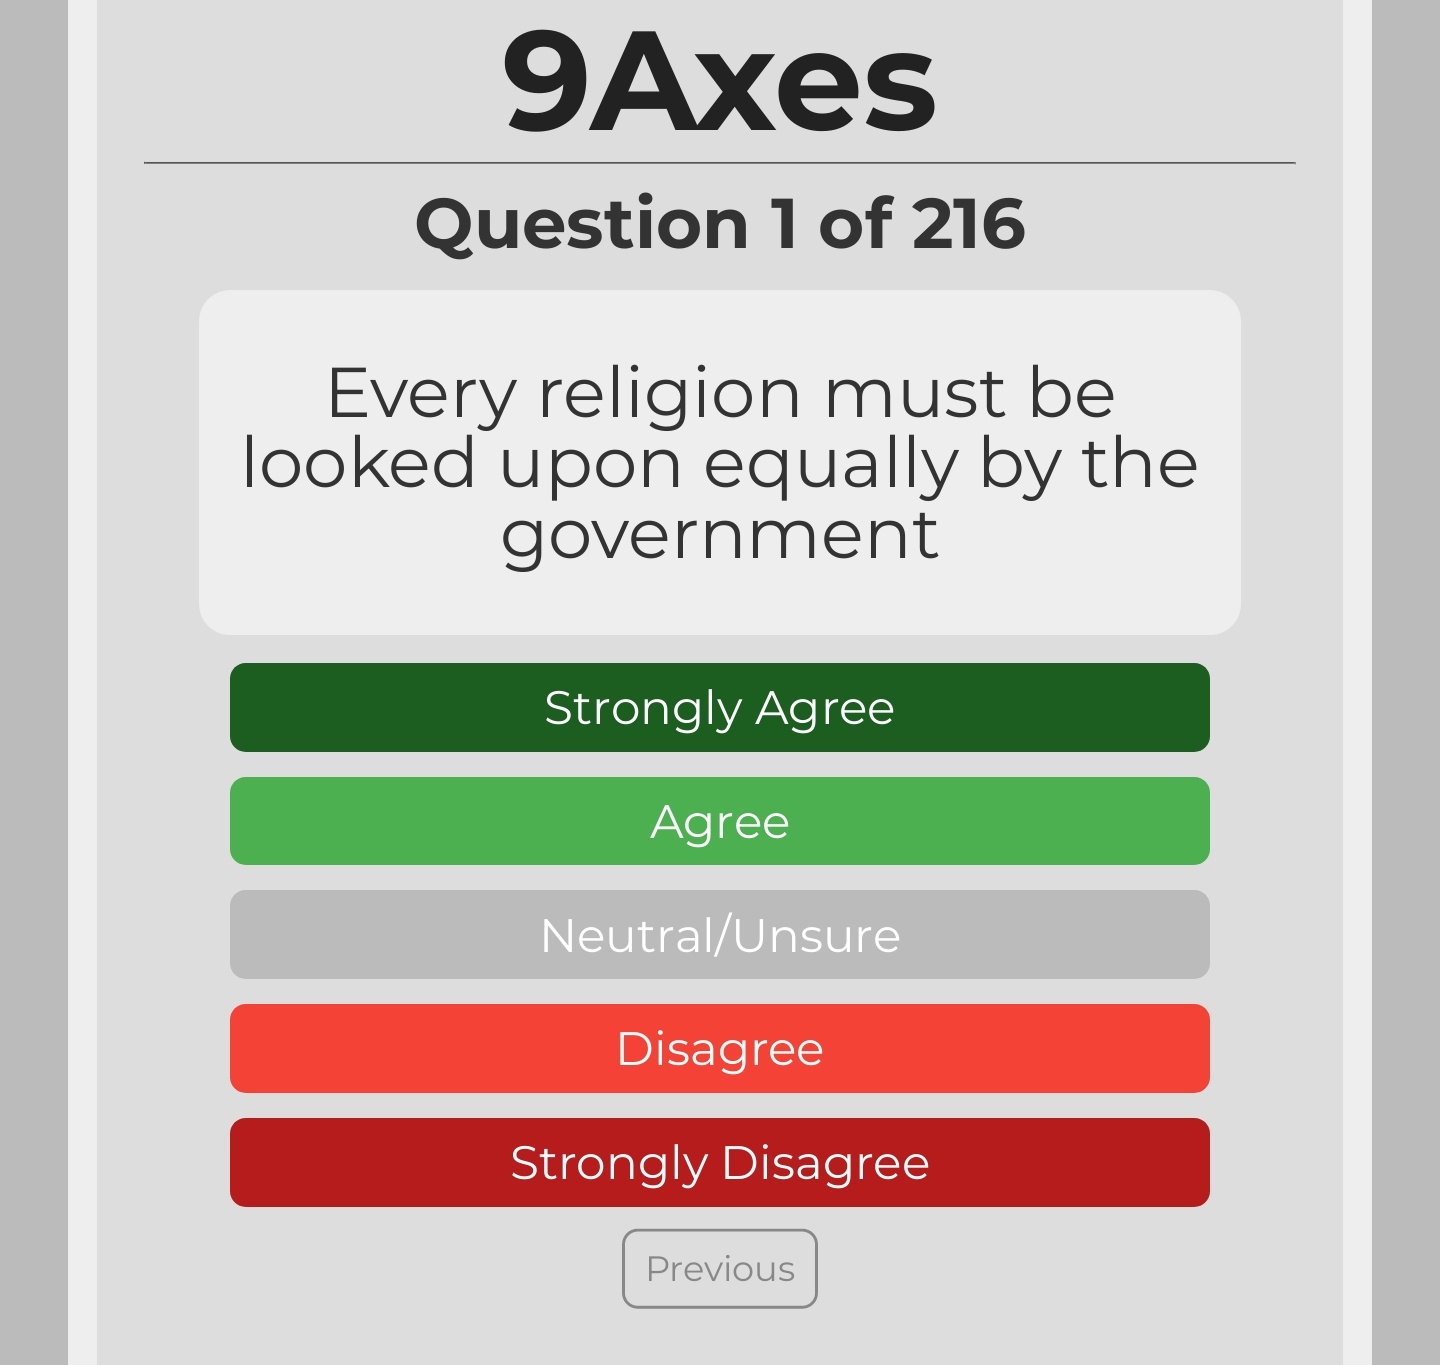 9Axes
Question 1 of 216
Every religion must be
looked upon equally by the
government
Strongly Agree
Agree
Neutral/Unsure
Disagree
Strongly Disagree
Previous